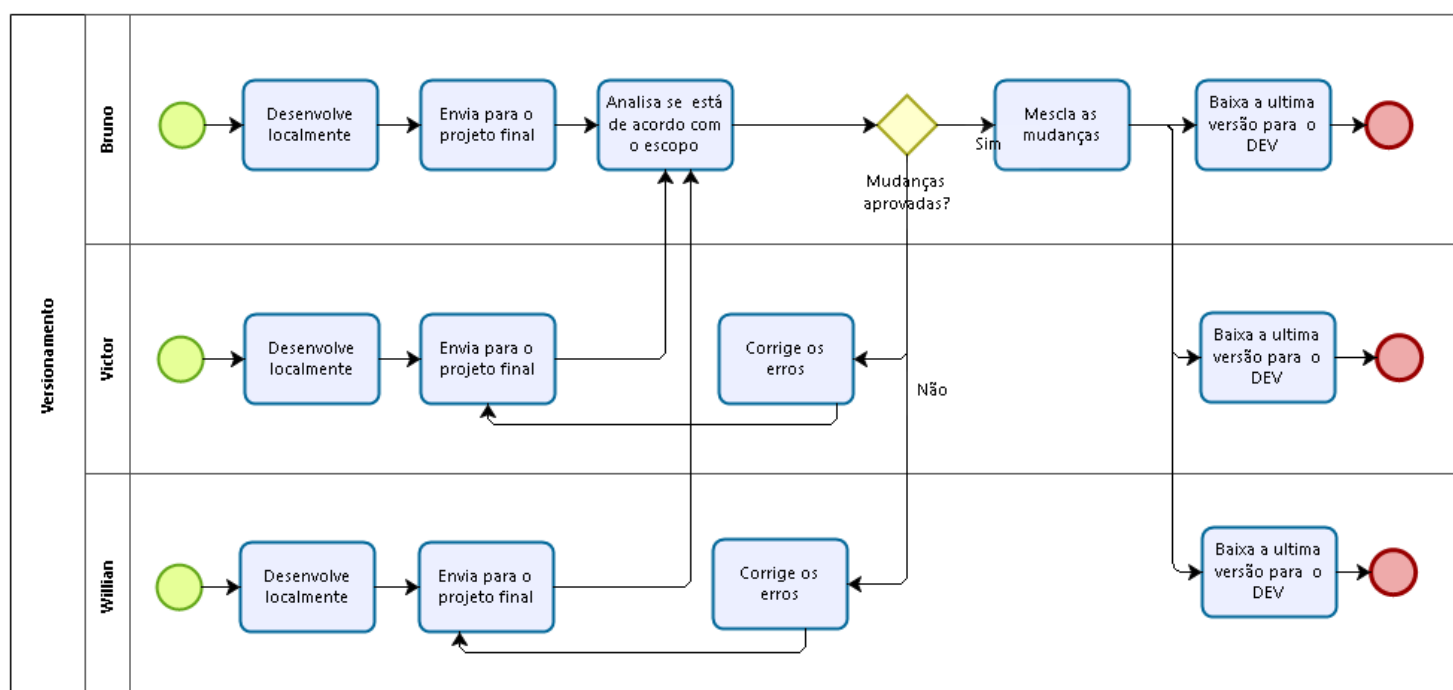 Versionamento
Bruno
Desenvolve
localmente
Envia para o
projeto final
Analisa se está
de acordo com
o escopo
Mudanças
aprovadas?
Sim
Mescla as
mudanças
Baixa a ultima
versão para o
DEV
Victor
Desenvolve
localmente
Envia para o
projeto final
Corrige os
erros
Não
Baixa a ultima
versão para o
DEV
Willian
Desenvolve
localmente
Envia para o
projeto final
Corrige os
erros
Baixa a ultima
versão para o
DEV